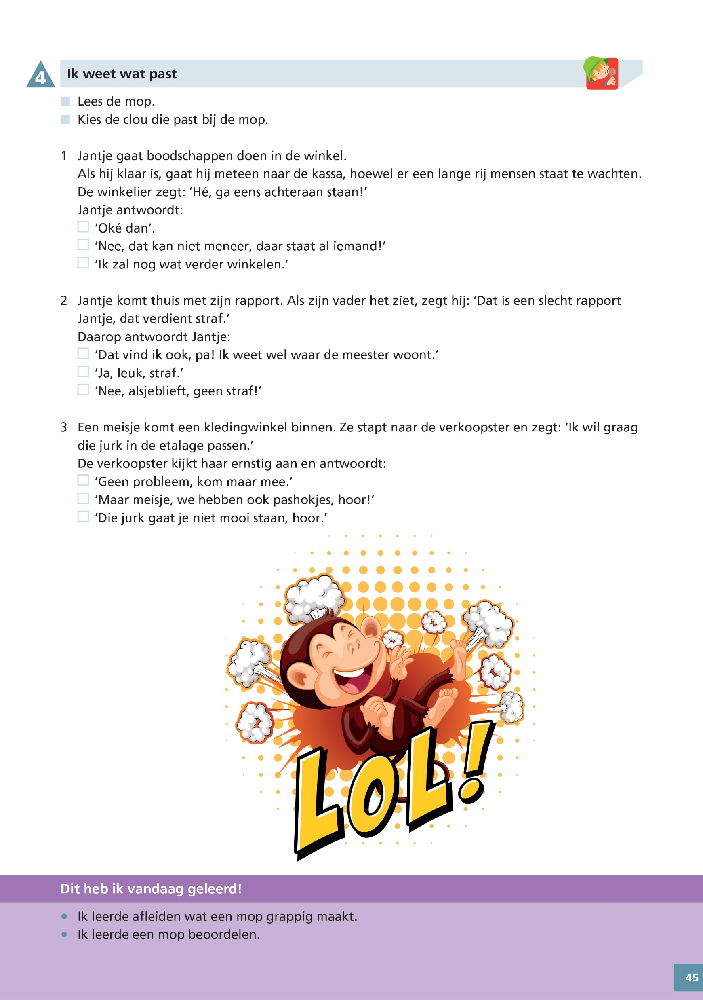 4
Ik weet wat past
Lees de mop.
Kies de clou die past bij de mop.
1 Jantje gaat boodschappen doen in de winkel.
Als hij klaar is, gaat hij meteen naar de kassa, hoewel er een lange rij mensen staat te wachten.
De winkelier zegt: ‘Hé, ga eens achteraan staan!’
Jantje antwoordt:
‘Oké dan’.
‘Nee, dat kan niet meneer, daar staat al iemand!’
‘Ik zal nog wat verder winkelen.’
2 Jantje komt thuis met zijn rapport. Als zijn vader het ziet, zegt hij: ‘Dat is een slecht rapport
Jantje, dat verdient straf.’
Daarop antwoordt Jantje:
‘Dat vind ik ook, pa! Ik weet wel waar de meester woont.’
‘Ja, leuk, straf.’
‘Nee, alsjeblieft, geen straf!’
3 Een meisje komt een kledingwinkel binnen. Ze stapt naar de verkoopster en zegt: ‘Ik wil graag
die jurk in de etalage passen.’
De verkoopster kijkt haar ernstig aan en antwoordt:
’Geen probleem, kom maar mee.’
‘Maar meisje, we hebben ook pashokjes, hoor!’
’Die jurk gaat je niet mooi staan, hoor.’
LOL!
Dit heb ik vandaag geleerd!
• Ik leerde afleiden wat een mop grappig maakt.
• Ik leerde een mop beoordelen.
45